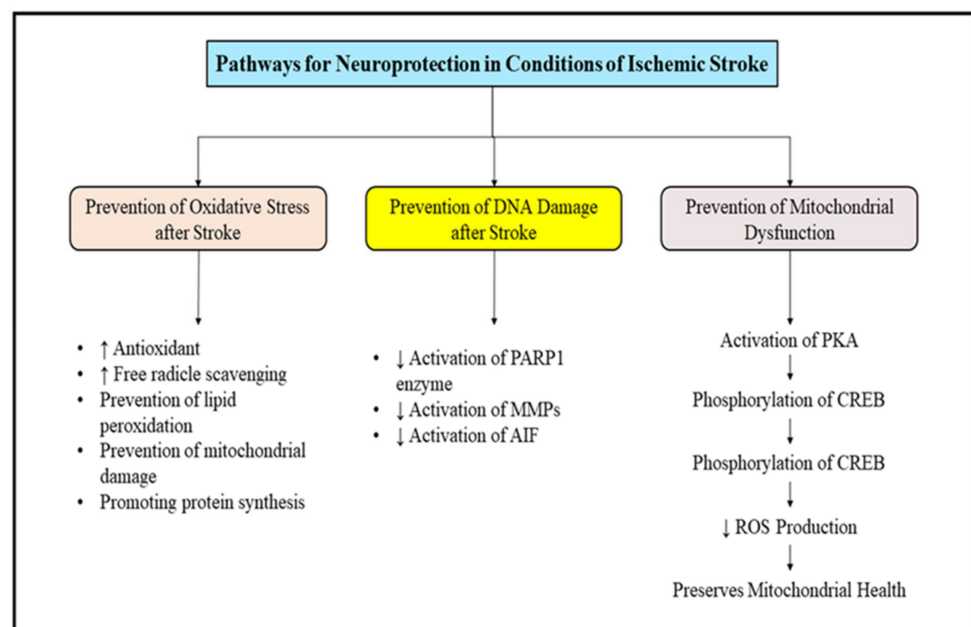 Pathways for Neuroprotection in Conditions of Ischemic Stroke
Prevention of Oxidative Stress
after Stroke
• ↑ Antioxidant
• ↑ Free radicle scavenging
• Prevention of lipid
peroxidation
• Prevention of mitochondrial
damage
• Promoting protein synthesis
Prevention of DNA Damage
after Stroke
• ↓ Activation of PARP1
enzyme
• ↓ Activation of MMPs
• ↓ Activation of AIF
Prevention of Mitochondrial
Dysfunction
Activation of PKA
Phosphorylation of CREB
Phosphorylation of CREB
↓ ROS Production
Preserves Mitochondrial Health